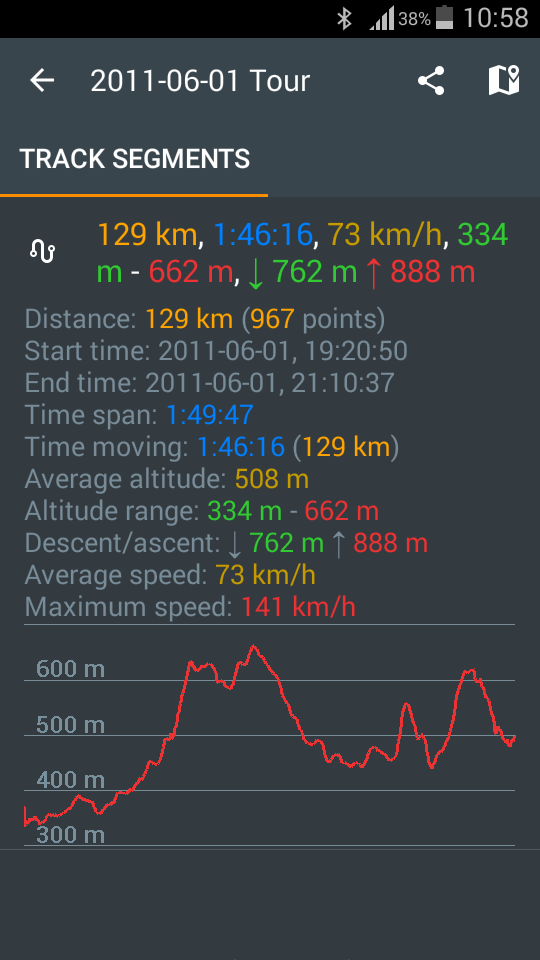 38% 10:58
2011-06-01 Tour
TRACK SEGMENTS
129 km, 1:46:16, 73 km/h, 334
m - 662 m, ↓ 762 m ↑ 888 m
Distance: 129 km (967 points)
Start time: 2011-06-01, 19:20:50
End time: 2011-06-01, 21:10:37
Time span: 1:49:47
Time moving: 1:46:16 (129 km)
Average altitude: 508 m
Altitude range: 334 m - 662 m
Descent/ascent: ↓ 762 m ↑ 888 m
Average speed: 73 km/h
Maximum speed: 141 km/h
600 m
500 m
400 m
300 m